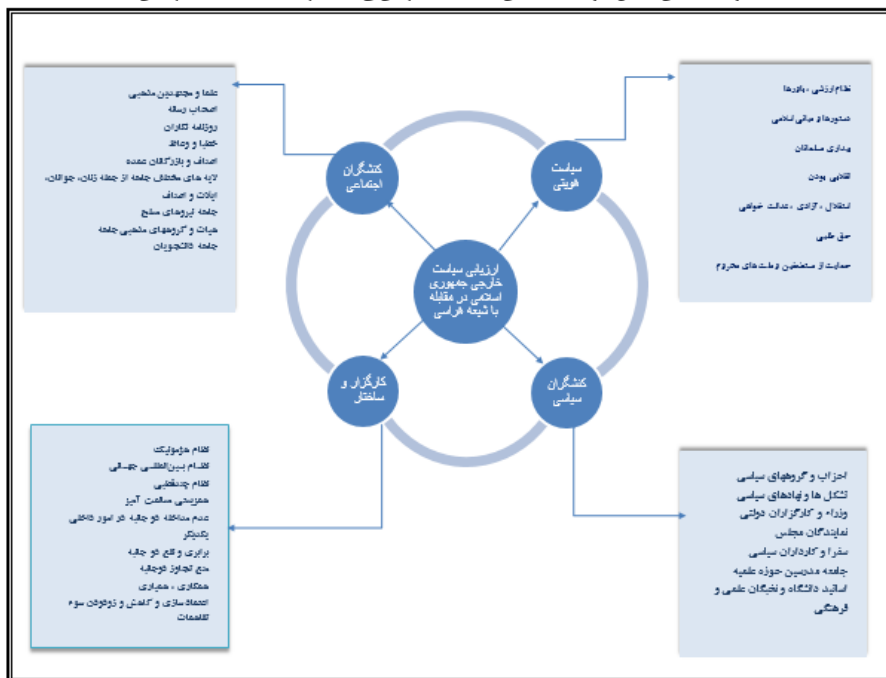 ارزیابی سیاست
خارجی جمهوری
اسلامی در مقابله
با شیعه هراسی
سیاست
هویتی
نظام ارزشی ، باورها
دستورها و مبانی اسلامی
بیداری مسلمانان
انقلابی بودن
استقلال ، آزادی ، عدالت خواهی
حق طلبی
حمایت از مستضعفین و ملت های محروم
کنشگران
اجتماعی
علما و مجتهدین مذهبی
اصحاب رسانه
روزنامه نگاران
خطبا و وعاظ
اصناف و بازرگانان عمده
لایه های مختلف جامعه از جمله زنان، جوانان،
ایلات و اصناف
جامعه نیروهای مسلح
هیات و گروههای مذهبی جامعه
جامعه دانشجویان
کنشگران
سیاسی
احزاب و گروههای سیاسی
تشکل ها و نهادهای سیاسی
وزراء و کارگزاران دولتی
نمایندگان مجلس
سفرا و کارداران سیاسی
جامعه مدرسین حوزه علمیه
اساتید دانشگاه و نخبگان علمی و
فرهنگی
کارگزار و
ساختار
نظام هژمونیک
نظام بین‌المللی جهانی
نظام چندقطبی
همزیستی مسالمت آمیز
عدم مداخله دو جانبه در امور داخلی
یکدیگر
برابری و نفع دو جانبه
منع تجاوز دوجانبه
همکاری ، همیاری
اعتمادسازی و کاهش و زدودن سوء
تفاهمات